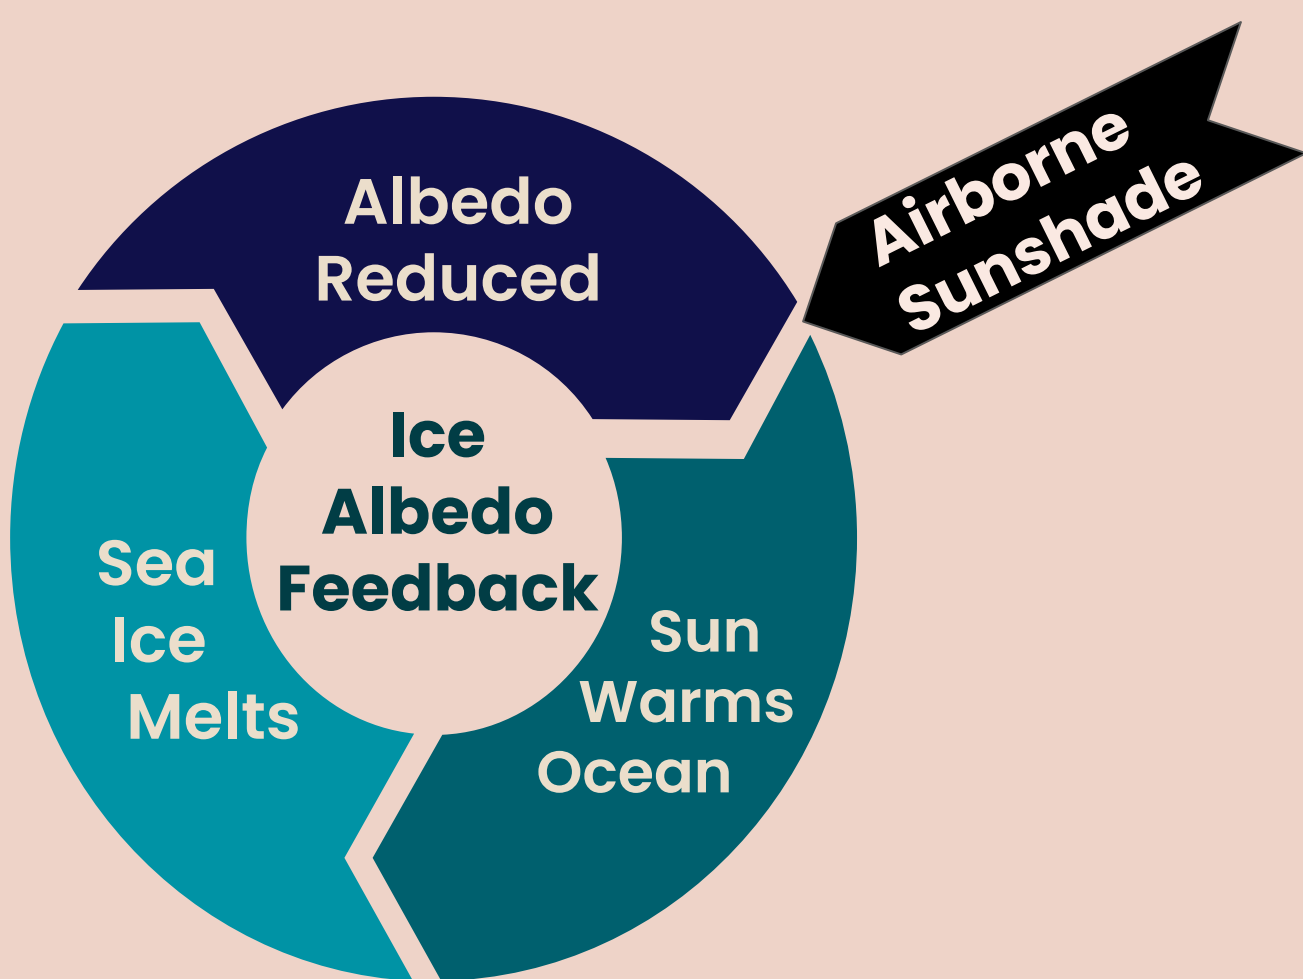 Airborne
Sunshade
Albedo
Reduced
Ice
Albedo
Feedback
Sea
Ice
Melts
Sun
Warms
Ocean